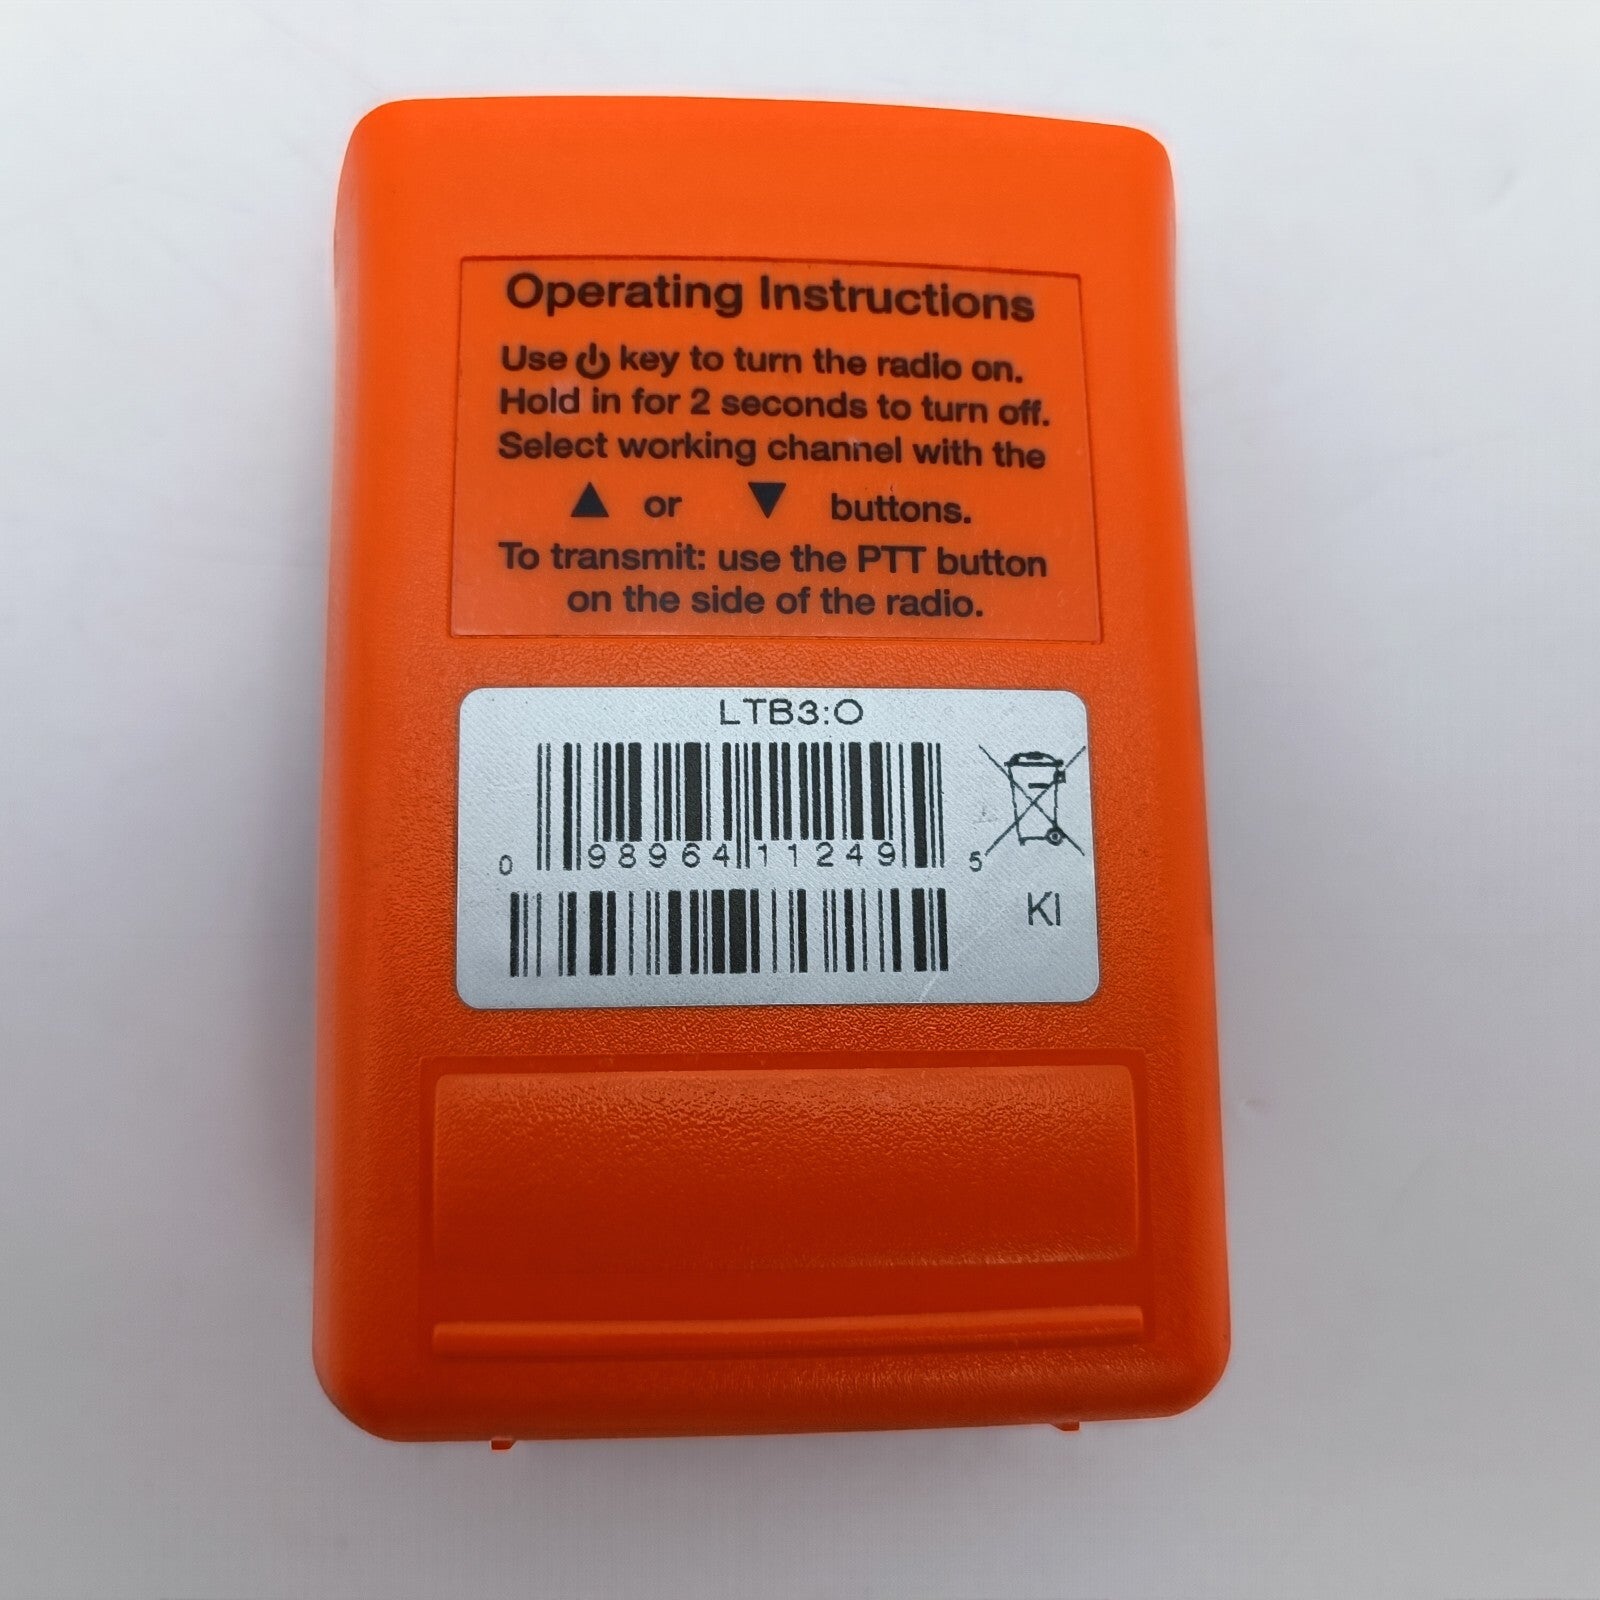 Operating Instructions
Use ⏻ key to turn the radio on.
Hold in for 2 seconds to turn off.
Select working channel with the
▲ or ▼ buttons.
To transmit: use the PTT button
on the side of the radio.
LTB3:O
0 98964 11249 5
KI